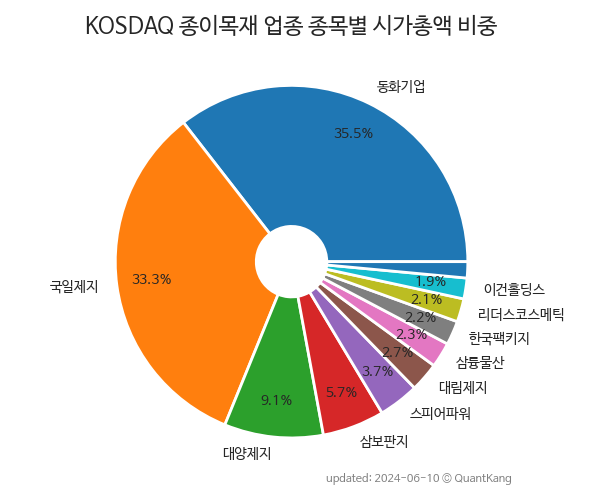 KOSDAQ 종이목재 업종 종목별 시가총액 비중
동화기업
35.5%
국일제지
33.3%
대양제지
9.1%
삼보판지
5.7%
스피어파워
3.7%
대림제지
2.7%
삼륭물산
2.3%
한국팩키지
2.2%
리더스코스메틱
2.1%
이건홀딩스
1.9%
updated: 2024-06-10 © QuantKang